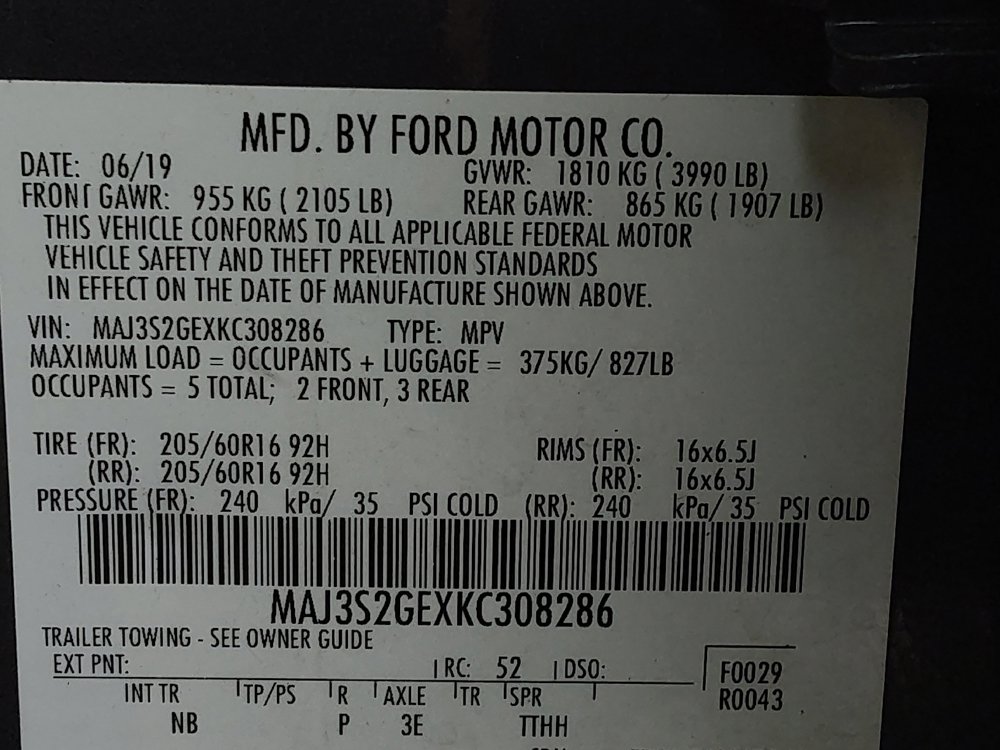 MFD. BY FORD MOTOR CO.
DATE: 06/19 GVWR: 1810 KG ( 3990 LB)
FRONT GAWR: 955 KG ( 2105 LB) REAR GAWR: 865 KG ( 1907 LB)
THIS VEHICLE CONFORMS TO ALL APPLICABLE FEDERAL MOTOR
VEHICLE SAFETY AND THEFT PREVENTION STANDARDS
IN EFFECT ON THE DATE OF MANUFACTURE SHOWN ABOVE.
VIN: MAJ3S2GEXKC308286 TYPE: MPV
MAXIMUM LOAD = OCCUPANTS + LUGGAGE = 375KG/ 827LB
OCCUPANTS = 5 TOTAL; 2 FRONT, 3 REAR
TIRE (FR): 205/60R16 92H RIMS (FR): 16x6.5J
(RR): 205/60R16 92H (RR): 16x6.5J
PRESSURE (FR): 240 kPa/ 35 PSI COLD (RR): 240 kPa/ 35 PSI COLD
MAJ3S2GEXKC308286
TRAILER TOWING - SEE OWNER GUIDE
EXT PNT: RC: 52 DSO: F0029
INT TR TP/PS R AXLE TR SPR R0043
NB P 3E TTHH